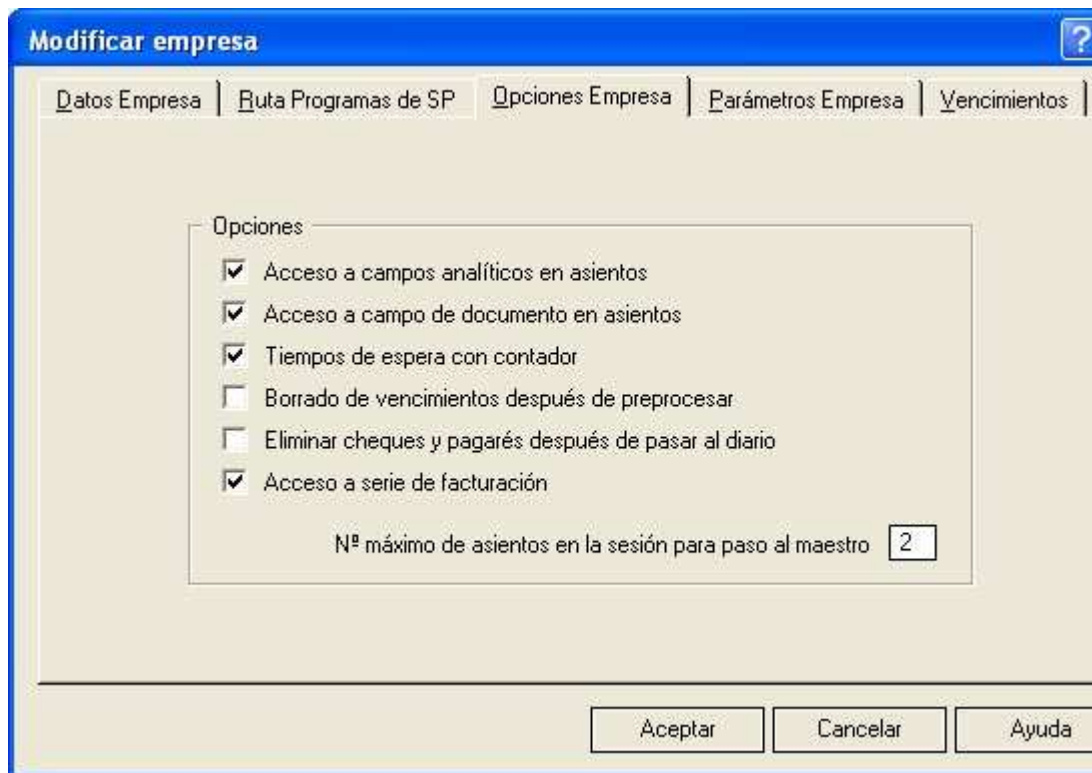 Modificar empresa
?
Datos Empresa
Ruta Programas de SP
Opciones Empresa
Parámetros Empresa
Vencimientos
Opciones
Acceso a campos analíticos en asientos
Acceso a campo de documento en asientos
Tiempos de espera con contador
Borrado de vencimientos después de preprocesar
Eliminar cheques y pagarés después de pasar al diario
Acceso a serie de facturación
Nº máximo de asientos en la sesión para paso al maestro 2
Aceptar
Cancelar
Ayuda